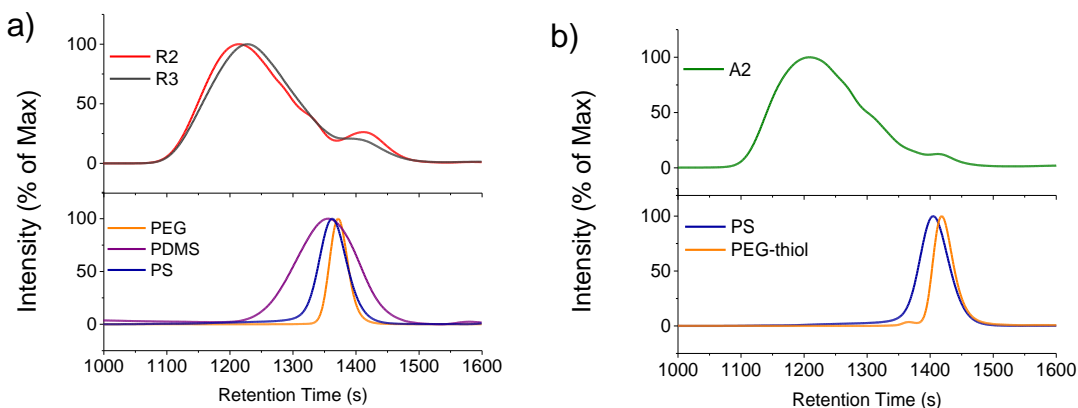 a)
Intensity (% of Max)
100
50
0
R2
R3
100
50
0
PEG
PDMS
PS
1000 1100 1200 1300 1400 1500 1600
Retention Time (s)
b)
Intensity (% of Max)
100
50
0
A2
100
50
0
PS
PEG-thiol
1000 1100 1200 1300 1400 1500 1600
Retention Time (s)